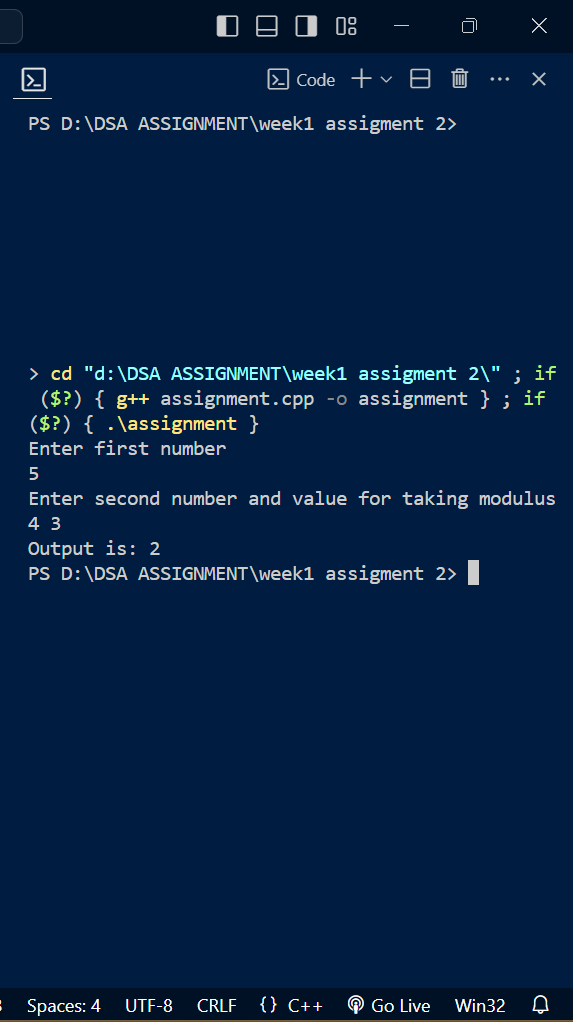 Code
PS D:\DSA ASSIGNMENT\week1 assigment 2>
> cd "d:\DSA ASSIGNMENT\week1 assigment 2\" ; if
($?) { g++ assignment.cpp -o assignment } ; if
($?) { .\assignment }
Enter first number
5
Enter second number and value for taking modulus
4 3
Output is: 2
PS D:\DSA ASSIGNMENT\week1 assigment 2>
Spaces: 4 UTF-8 CRLF {} C++ Go Live Win32